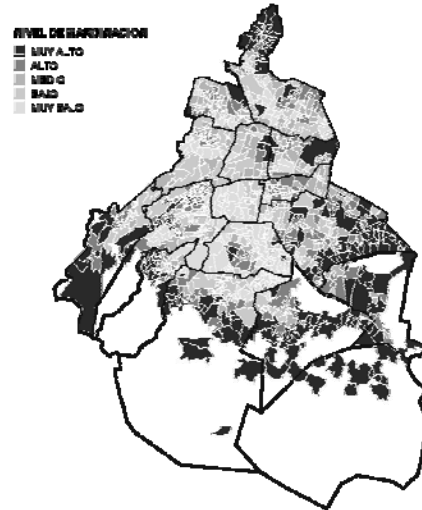 NIVEL DE MARGINACION
MUY ALTO
ALTO
MEDIO
BAJO
MUY BAJO